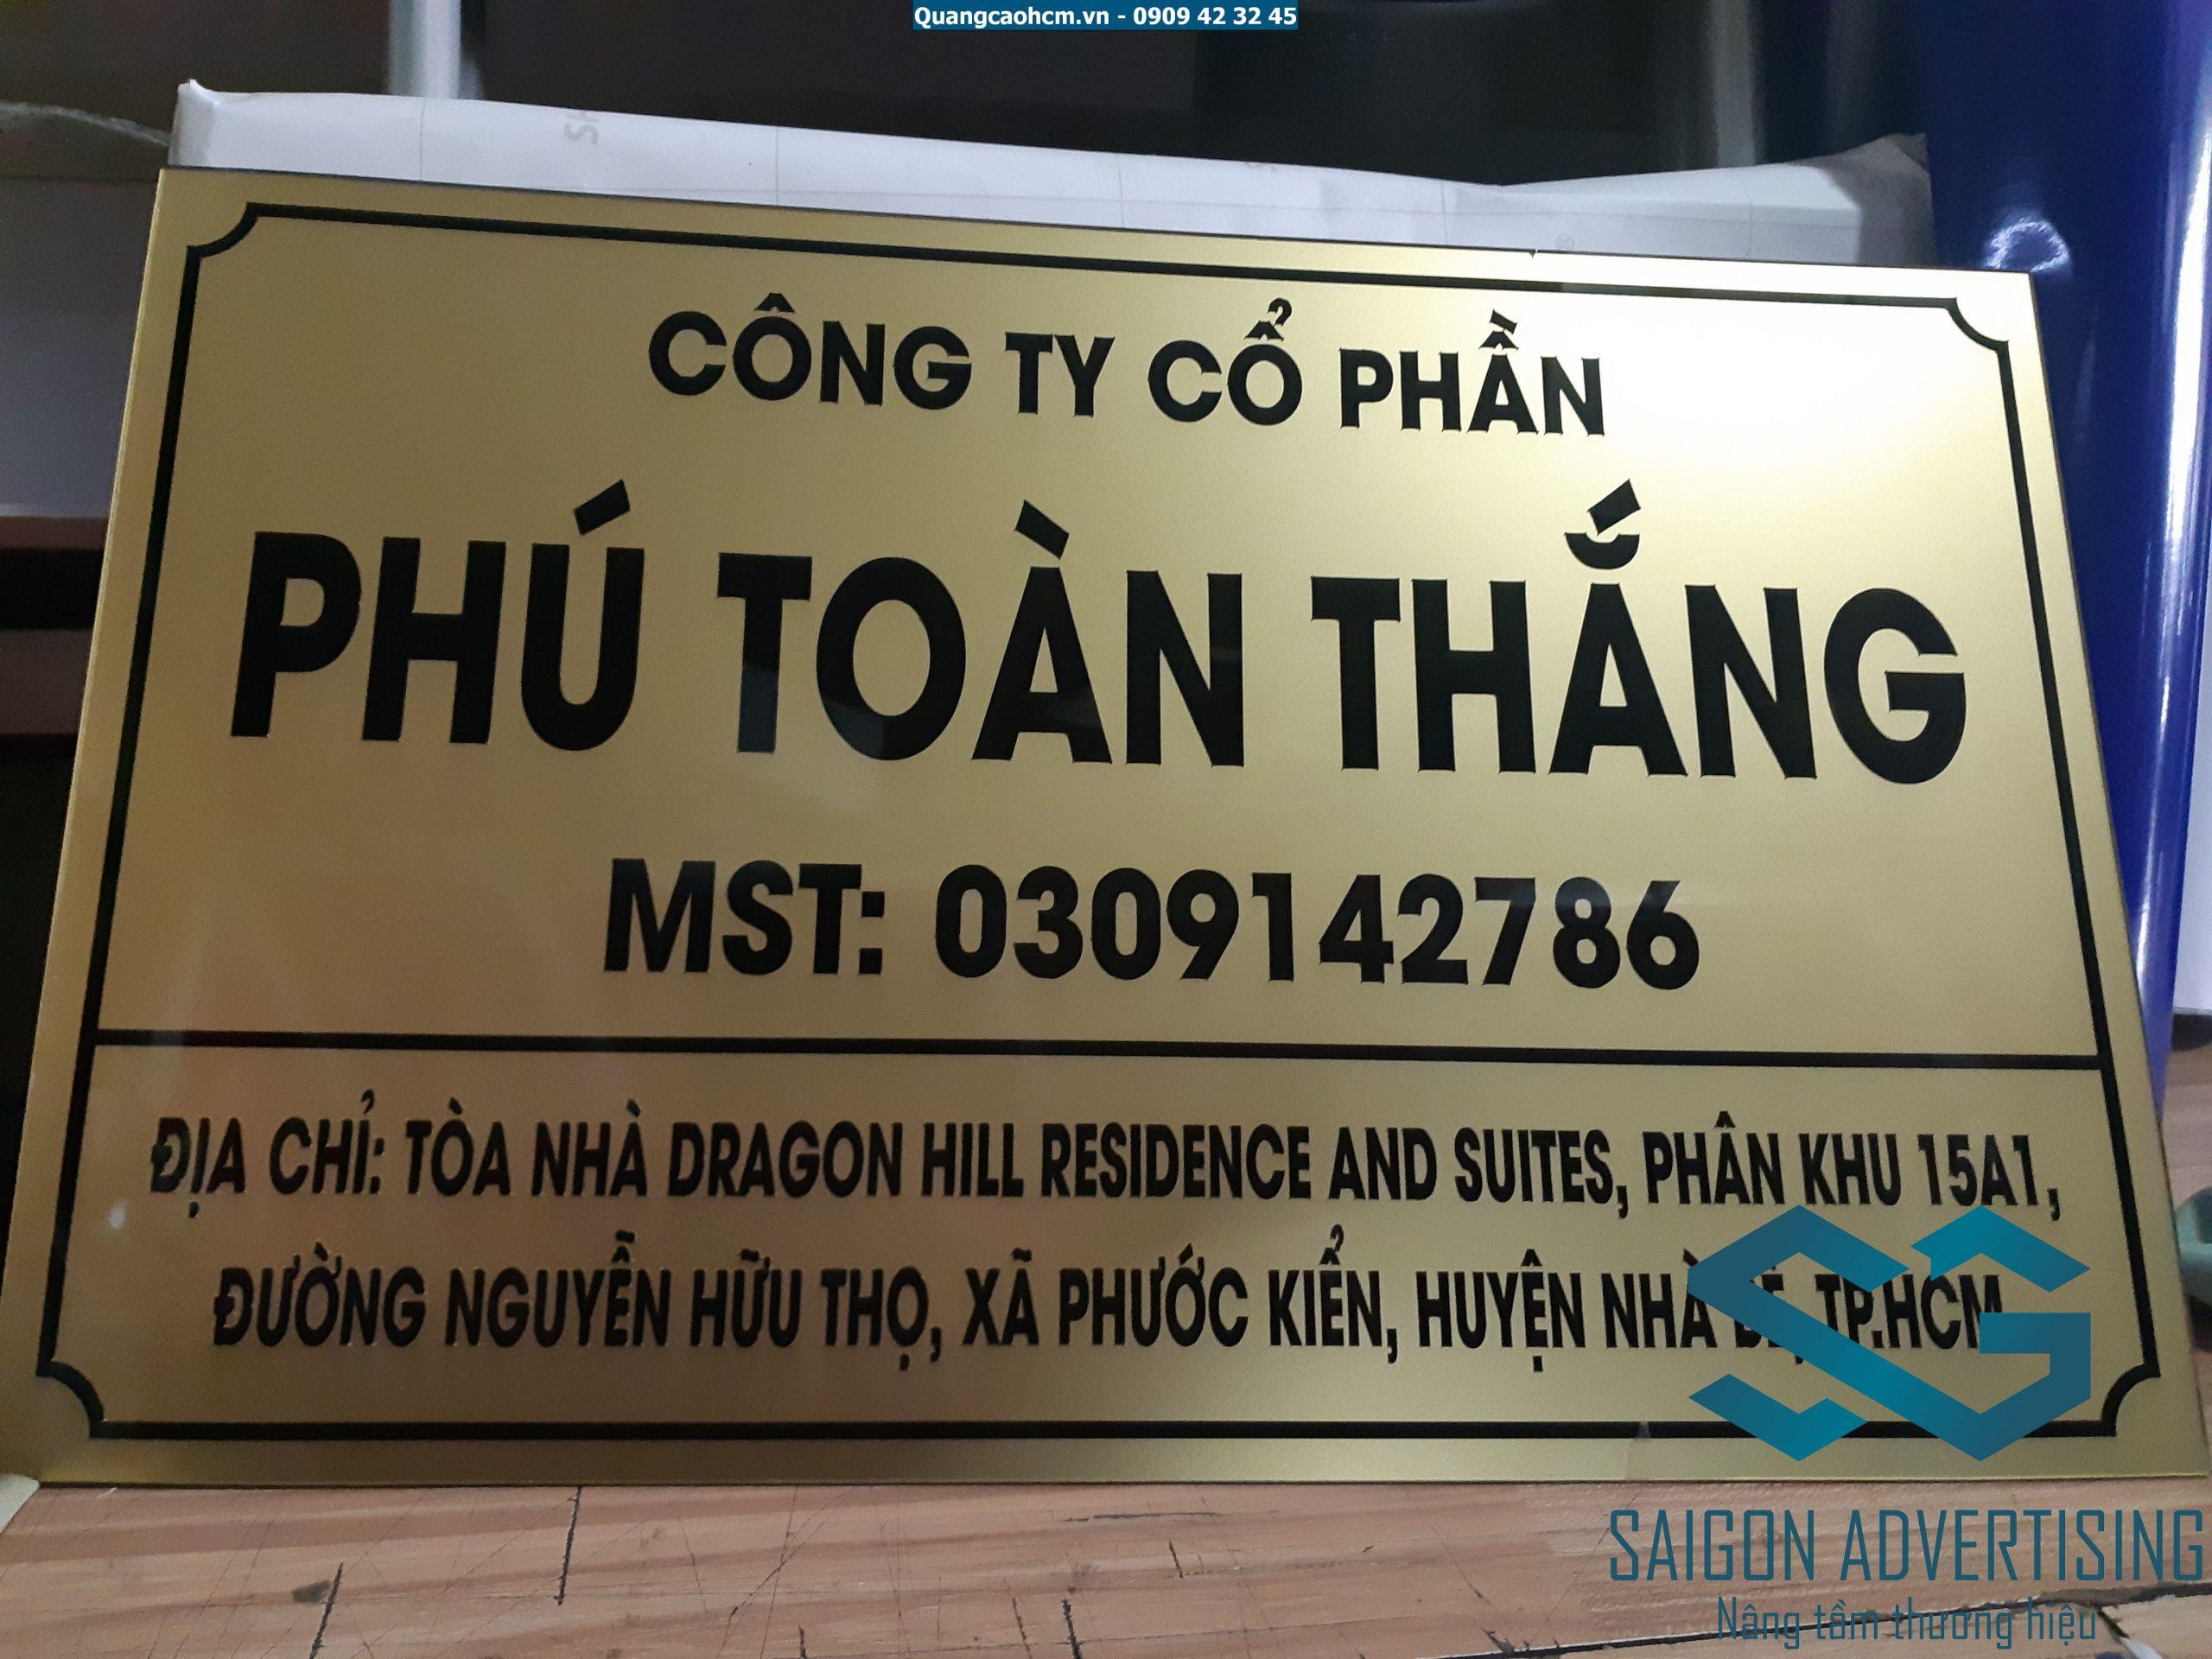 Quangcaohcm.vn - 0909 42 32 45
CÔNG TY CỔ PHẦN
PHÚ TOÀN THẮNG
MST: 0309142786
ĐỊA CHỈ: TÒA NHÀ DRAGON HILL RESIDENCE AND SUITES, PHÂN KHU 15A1,
ĐƯỜNG NGUYỄN HỮU THỌ, XÃ PHƯỚC KIỂN, HUYỆN NHÀ BÈ, TP.HCM
SG
SAIGON ADVERTISING
Nâng tầm thương hiệu